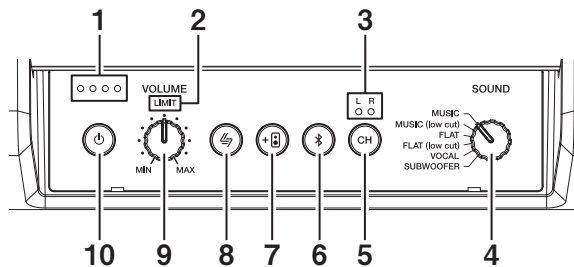 1 2 3
VOLUME
LIMIT
L R
SOUND
MUSIC
MUSIC (low cut)
FLAT
FLAT (low cut)
VOCAL
SUBWOOFER
CH
MIN MAX
10 9 8 7 6 5 4